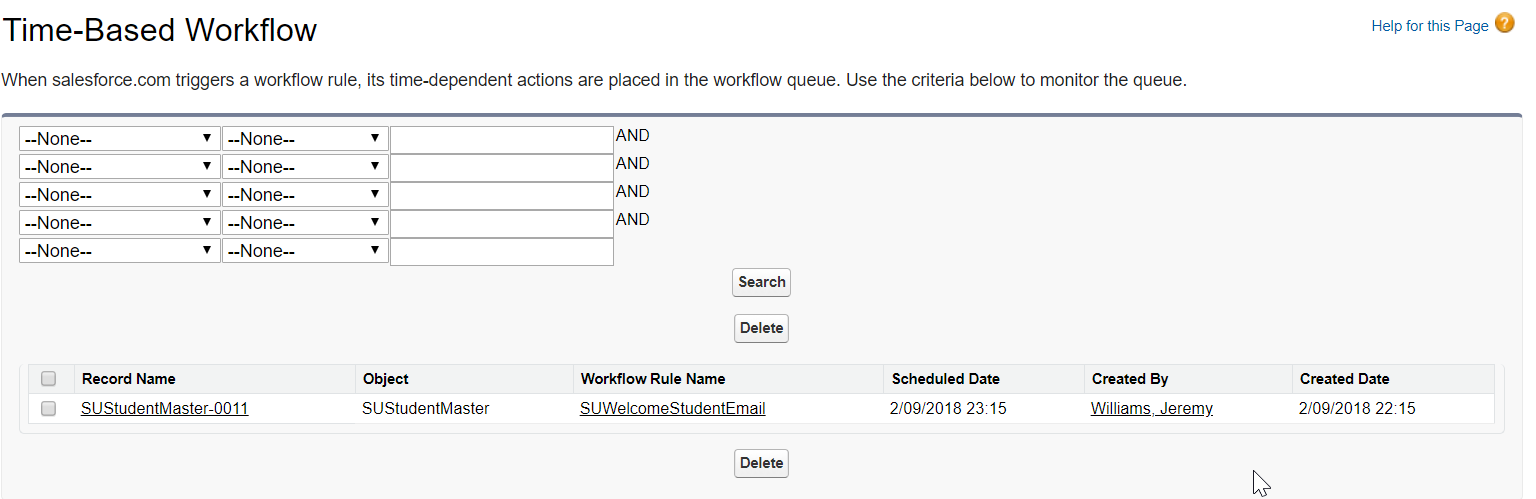 Time-Based Workflow
Help for this Page ?
When salesforce.com triggers a workflow rule, its time-dependent actions are placed in the workflow queue. Use the criteria below to monitor the queue.
--None-- --None-- AND
--None-- --None-- AND
--None-- --None-- AND
--None-- --None-- AND
--None-- --None--
Search
Delete
Record Name Object Workflow Rule Name Scheduled Date Created By Created Date
SUStudentMaster-0011 SUStudentMaster SUWelcomeStudentEmail 2/09/2018 23:15 Williams, Jeremy 2/09/2018 22:15
Delete